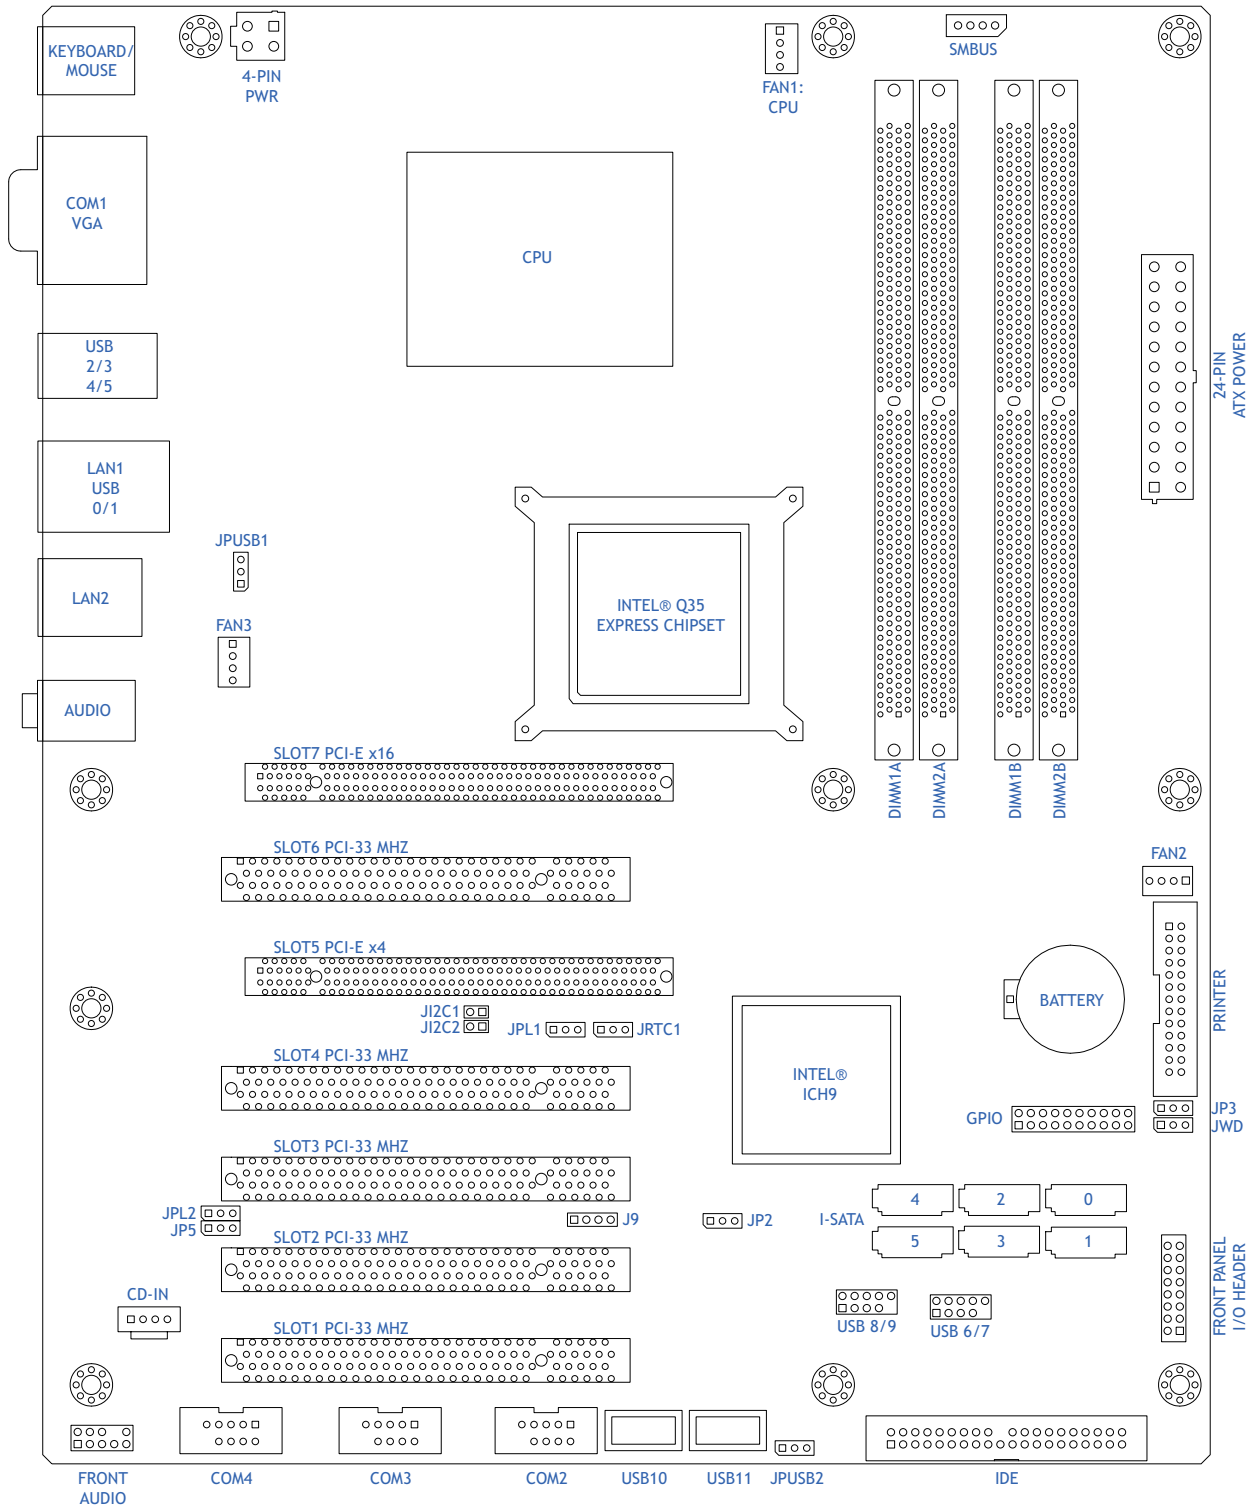 KEYBOARD/
MOUSE
4-PIN
PWR
FAN1:
CPU
SMBUS
COM1
VGA
CPU
USB
2/3
4/5
24-PIN
ATX POWER
LAN1
USB
0/1
JPUSB1
LAN2
FAN3
INTEL® Q35
EXPRESS CHIPSET
AUDIO
SLOT7 PCI-E x16
DIMM1A
DIMM2A
DIMM1B
DIMM2B
SLOT6 PCI-33 MHZ
FAN2
SLOT5 PCI-E x4
BATTERY
PRINTER
JI2C1
JI2C2
JPL1
JRTC1
SLOT4 PCI-33 MHZ
INTEL®
ICH9
GPIO
JP3
JWD
SLOT3 PCI-33 MHZ
JPL2
JP5
J9
JP2
I-SATA
4
2
0
5
3
1
SLOT2 PCI-33 MHZ
FRONT PANEL
I/O HEADER
CD-IN
USB 8/9
USB 6/7
SLOT1 PCI-33 MHZ
FRONT
AUDIO
COM4
COM3
COM2
USB10
USB11
JPUSB2
IDE